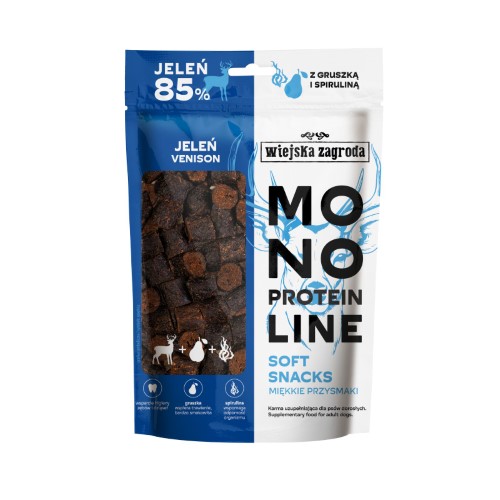 JELEŃ
85%
Z GRUSZKĄ
I SPIRULINĄ
JELEŃ
VENISON
wiejska zagroda
MO
NO
PROTEIN
LINE
SOFT
SNACKS
MIĘKKIE PRZYSMAKI
gruszka
spirulina
Karma uzupełniająca dla psów dorosłych.
Supplementary food for adult dogs.